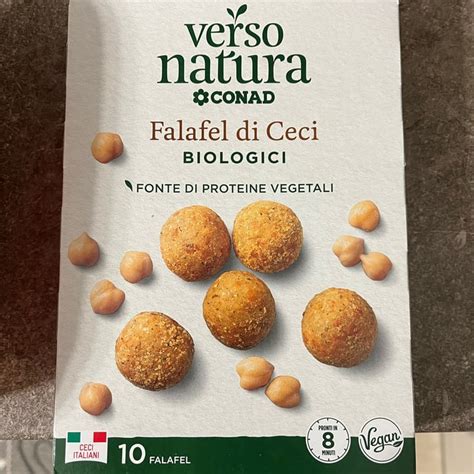 verso
natura
CONAD
Falafel di Ceci
BIOLOGICI
FONTE DI PROTEINE VEGETALI
CECI
ITALIANI
10 FALAFEL
PRONTI IN
8
MINUTI
Vegan